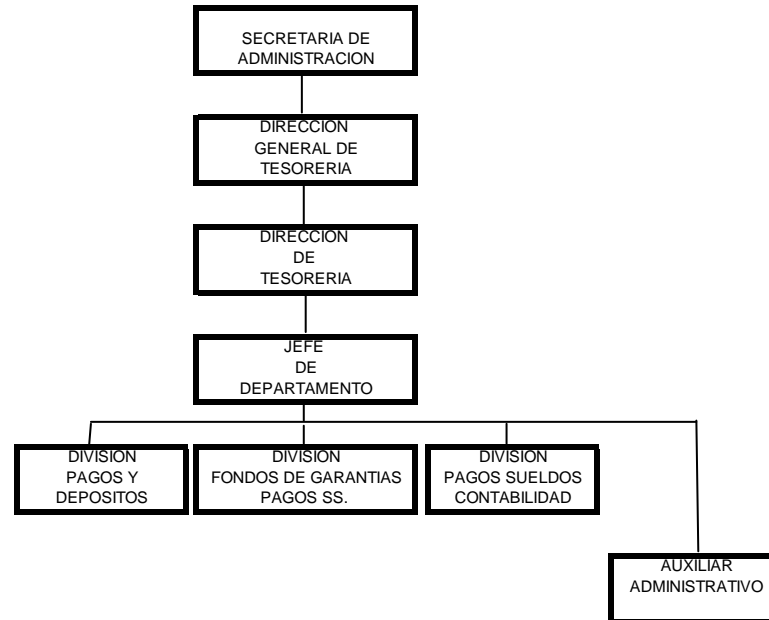 SECRETARIA DE
ADMINISTRACION
DIRECCION
GENERAL DE
TESORERIA
DIRECCION
DE
TESORERIA
JEFE
DE
DEPARTAMENTO
DIVISION
PAGOS Y
DEPOSITOS
DIVISION
FONDOS DE GARANTIAS
PAGOS SS.
DIVISION
PAGOS SUELDOS
CONTABILIDAD
AUXILIAR
ADMINISTRATIVO